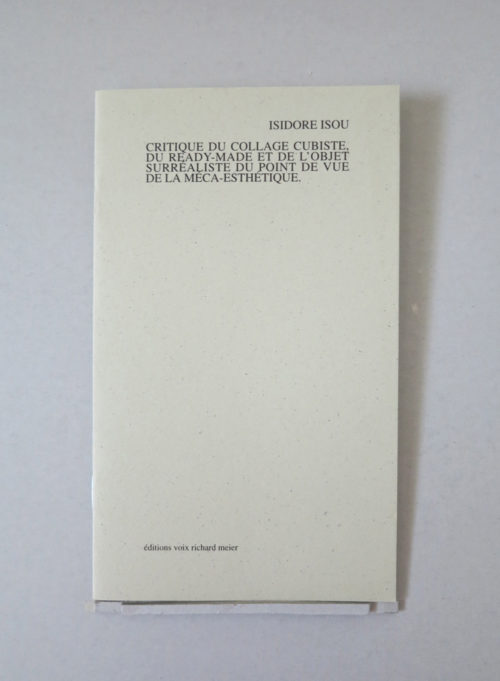 ISIDORE ISOU
CRITIQUE DU COLLAGE CUBISTE,
DU READY-MADE ET DE L'OBJET
SURRÉALISTE DU POINT DE VUE
DE LA MÉCA-ESTHÉTIQUE.
éditions voix richard meier